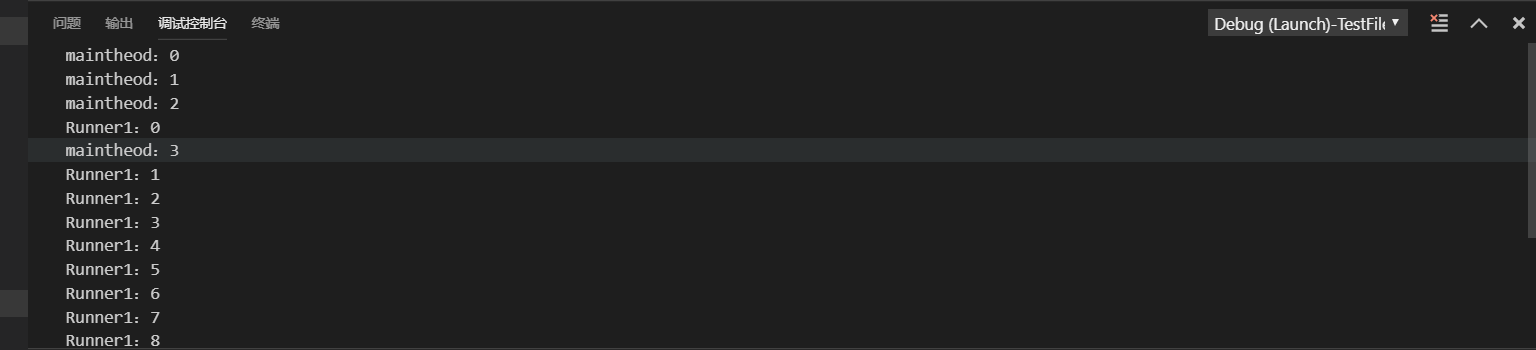 问题 输出 调试控制台 终端 Debug (Launch)-TestFile
maintheod：0
maintheod：1
maintheod：2
Runner1：0
maintheod：3
Runner1：1
Runner1：2
Runner1：3
Runner1：4
Runner1：5
Runner1：6
Runner1：7
Runner1：8